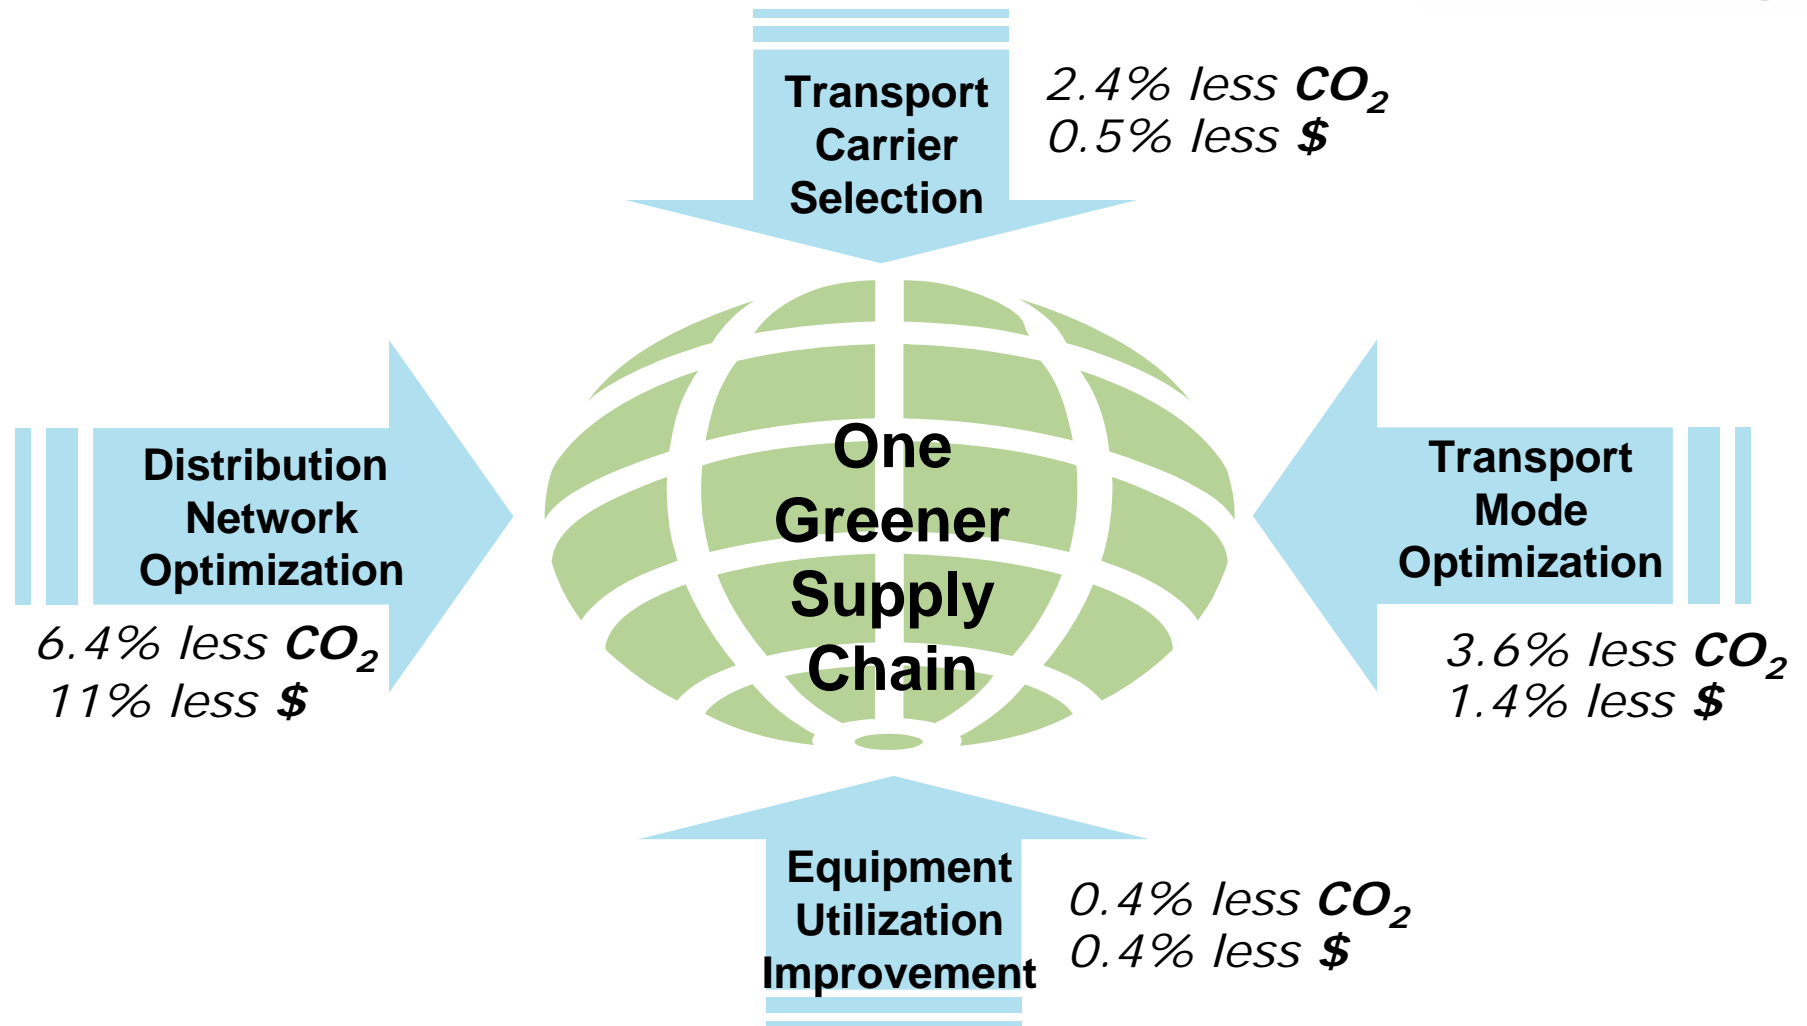 Transport
Carrier
Selection
2.4% less CO₂
0.5% less $
Distribution
Network
Optimization
6.4% less CO₂
11% less $
One
Greener
Supply
Chain
Transport
Mode
Optimization
3.6% less CO₂
1.4% less $
Equipment
Utilization
Improvement
0.4% less CO₂
0.4% less $